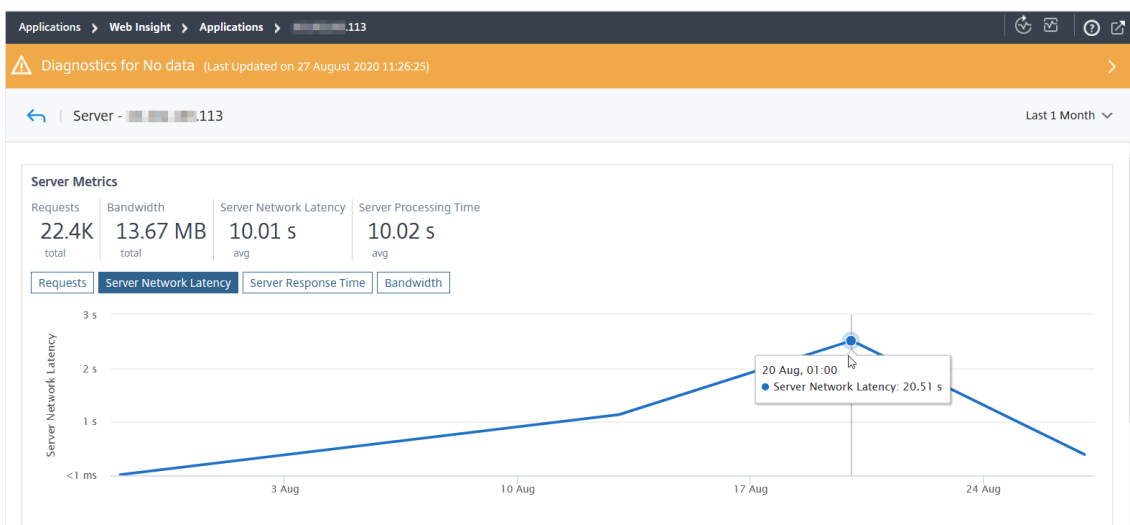 Applications > Web Insight > Applications > .113
Diagnostics for No data (Last Updated on 27 August 2020 11:26:25)
Server - .113
Last 1 Month
Server Metrics
Requests Bandwidth Server Network Latency Server Processing Time
22.4K 13.67 MB 10.01 s 10.02 s
total total avg avg
Requests Server Network Latency Server Response Time Bandwidth
Server Network Latency
3 s
2 s
1 s
<1 ms
20 Aug, 01:00
Server Network Latency: 20.51 s
3 Aug 10 Aug 17 Aug 24 Aug